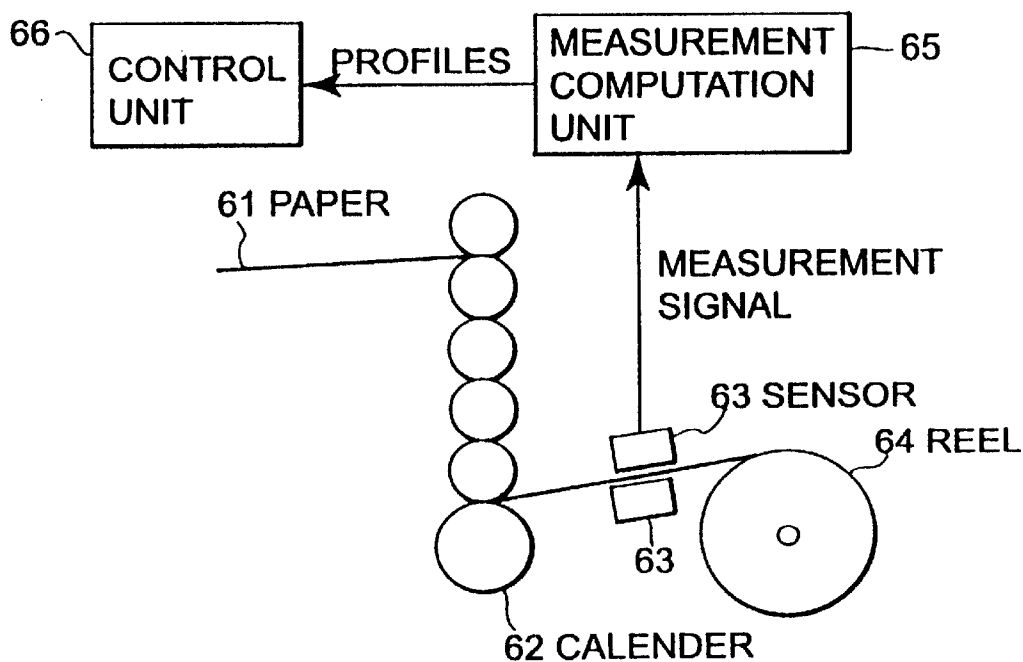 66
CONTROL
UNIT
PROFILES
MEASUREMENT
COMPUTATION
UNIT
65
61 PAPER
MEASUREMENT
SIGNAL
63 SENSOR
64 REEL
63
62 CALENDER